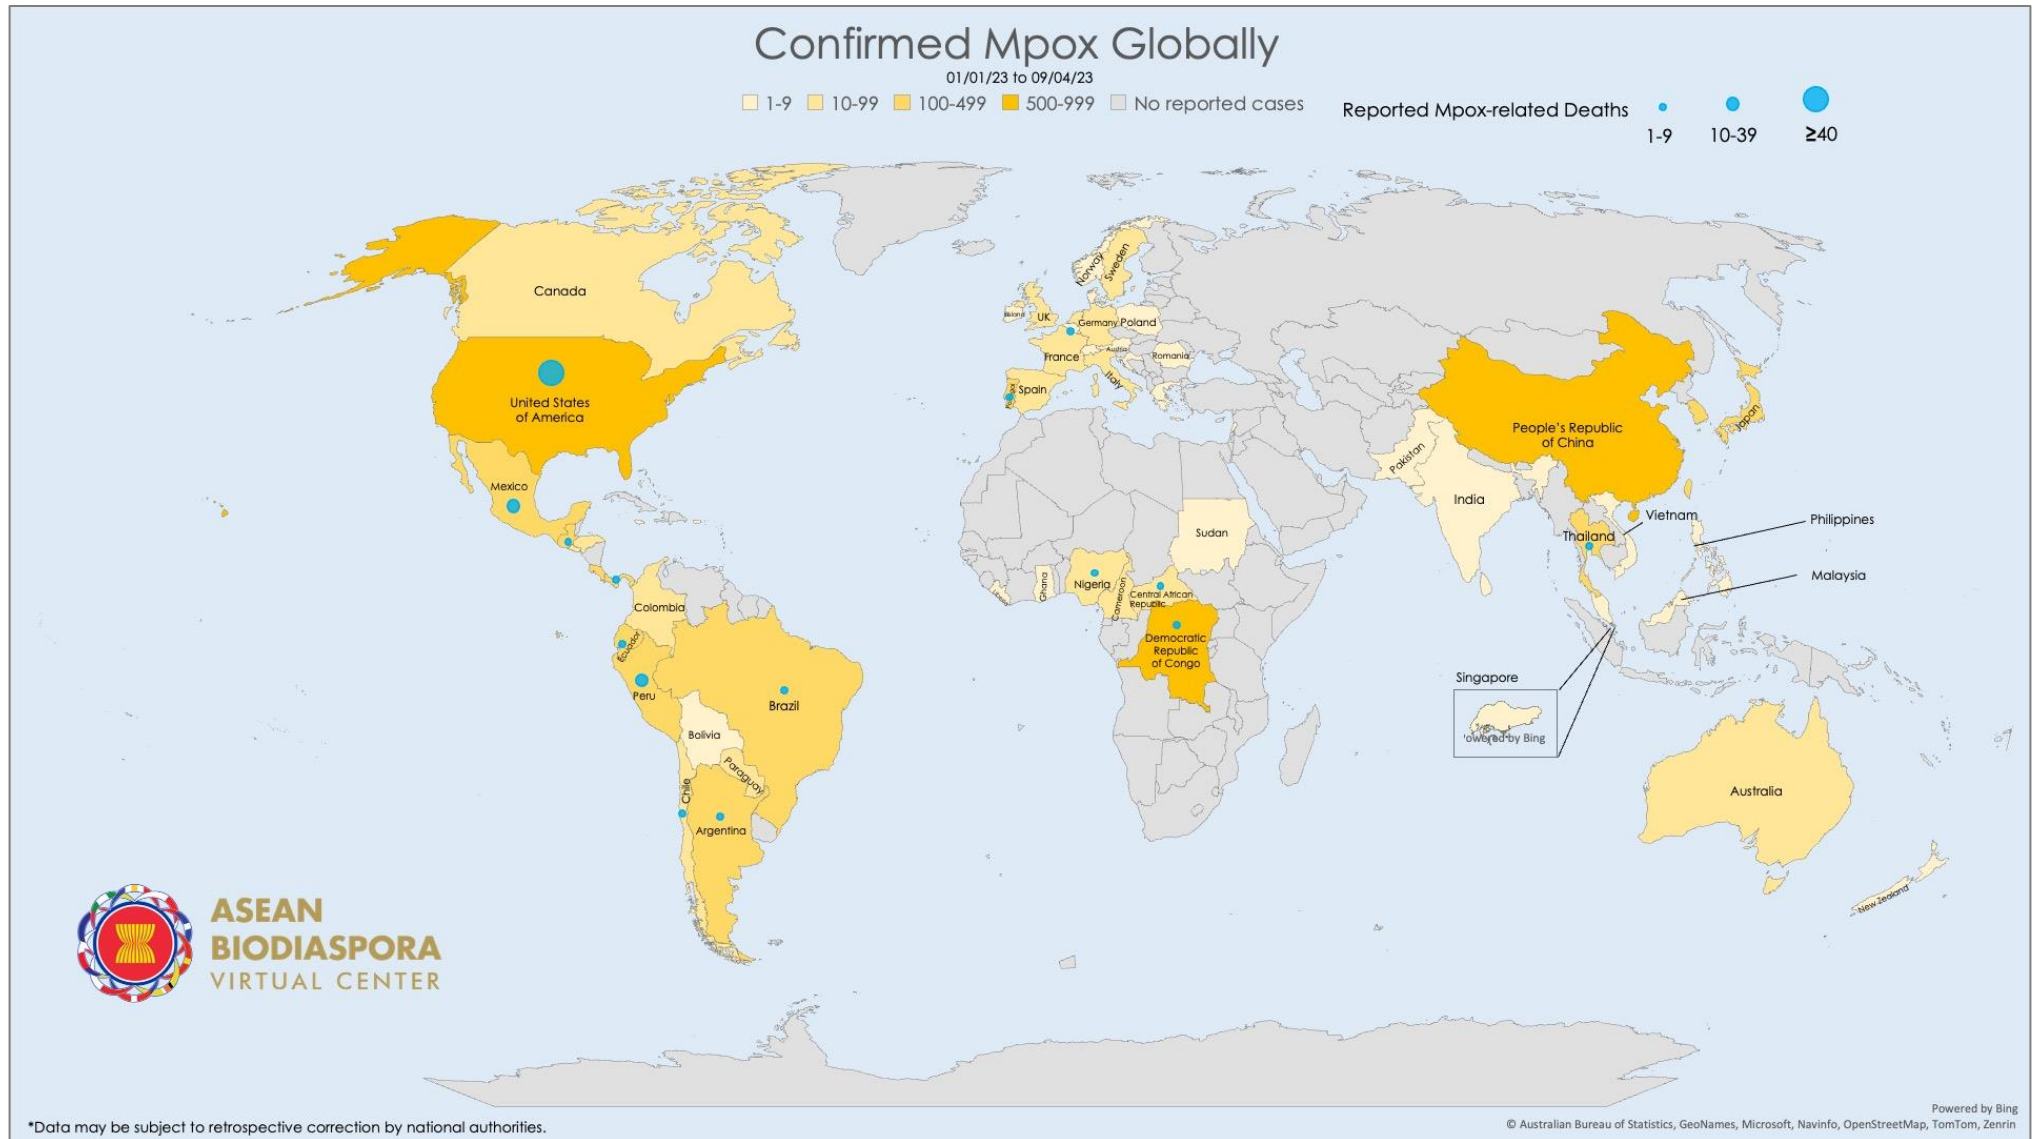 Confirmed Mpox Globally
01/01/23 to 09/04/23
1-9 10-99 100-499 500-999 No reported cases
Reported Mpox-related Deaths
1-9 10-39 ≥40
Canada
United States
of America
Mexico
Colombia
Ecuador
Peru
Brazil
Bolivia
Paraguay
Chile
Argentina
Norway
Sweden
UK
Germany
Poland
France
Austria
Romania
Italy
Spain
Sudan
Ghana
Nigeria
Cameroon
Central African
Republic
Democratic
Republic
of Congo
Pakistan
India
People's Republic
of China
Japan
Vietnam
Thailand
Philippines
Malaysia
Singapore
Australia
New Zealand
ASEAN
BIODIASPORA
VIRTUAL CENTER
*Data may be subject to retrospective correction by national authorities.
Powered by Bing
© Australian Bureau of Statistics, GeoNames, Microsoft, Navinfo, OpenStreetMap, TomTom, Zenrin